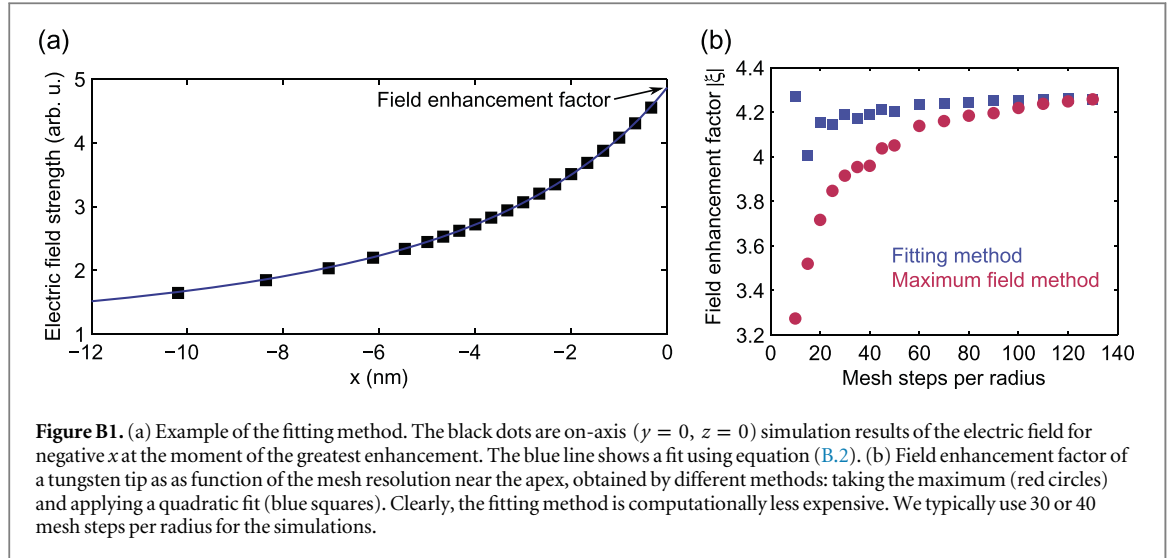 (a)
Electric field strength (arb. u.)
5
4
3
2
1
Field enhancement factor
−12
−10
−8
−6
−4
−2
0
x (nm)
(b)
Field enhancement factor |ξ|
4.4
4.2
4
3.8
3.6
3.4
3.2
Fitting method
Maximum field method
0
20
40
60
80
100
120
140
Mesh steps per radius
Figure B1. (a) Example of the fitting method. The black dots are on-axis (y = 0, z = 0) simulation results of the electric field for
negative x at the moment of the greatest enhancement. The blue line shows a fit using equation (B.2). (b) Field enhancement factor of
a tungsten tip as as function of the mesh resolution near the apex, obtained by different methods: taking the maximum (red circles)
and applying a quadratic fit (blue squares). Clearly, the fitting method is computationally less expensive. We typically use 30 or 40
mesh steps per radius for the simulations.